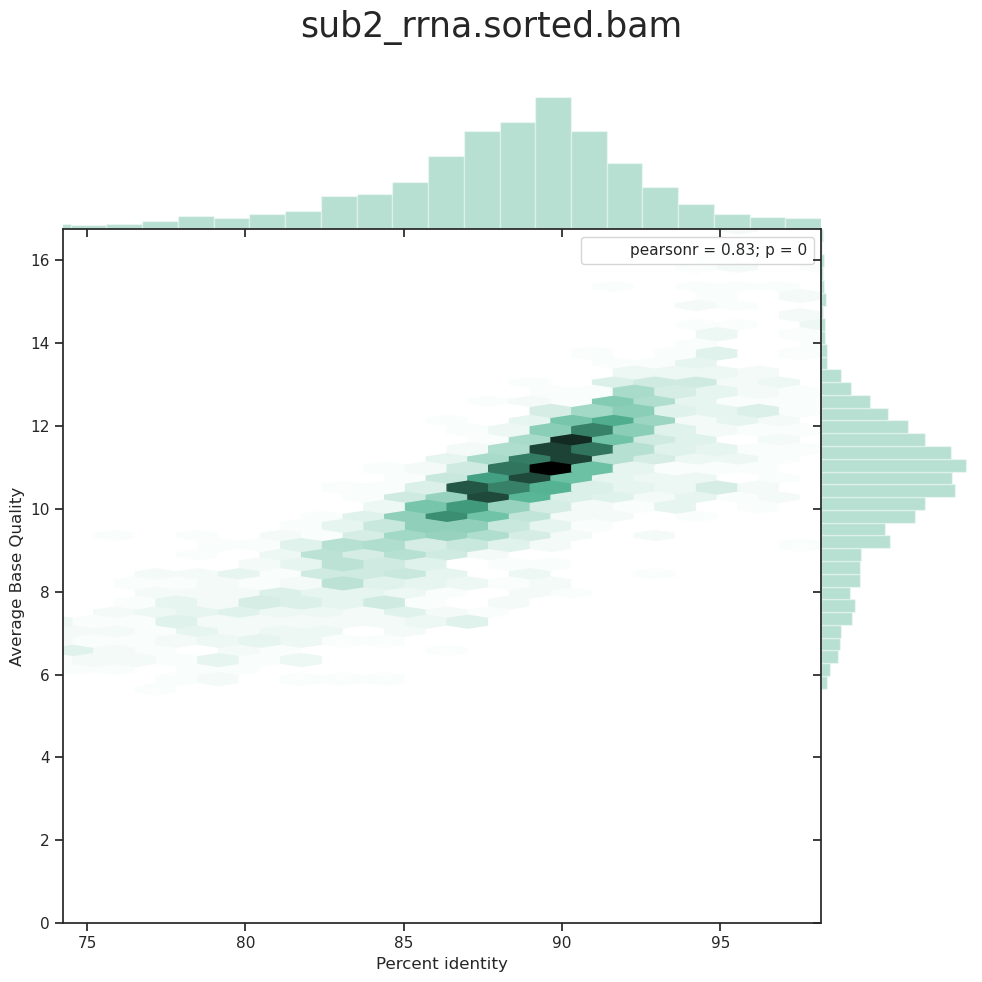 sub2_rrna.sorted.bam
pearsonr = 0.83; p = 0
16
14
12
10
8
6
4
2
0
Average Base Quality
75 80 85 90 95
Percent identity